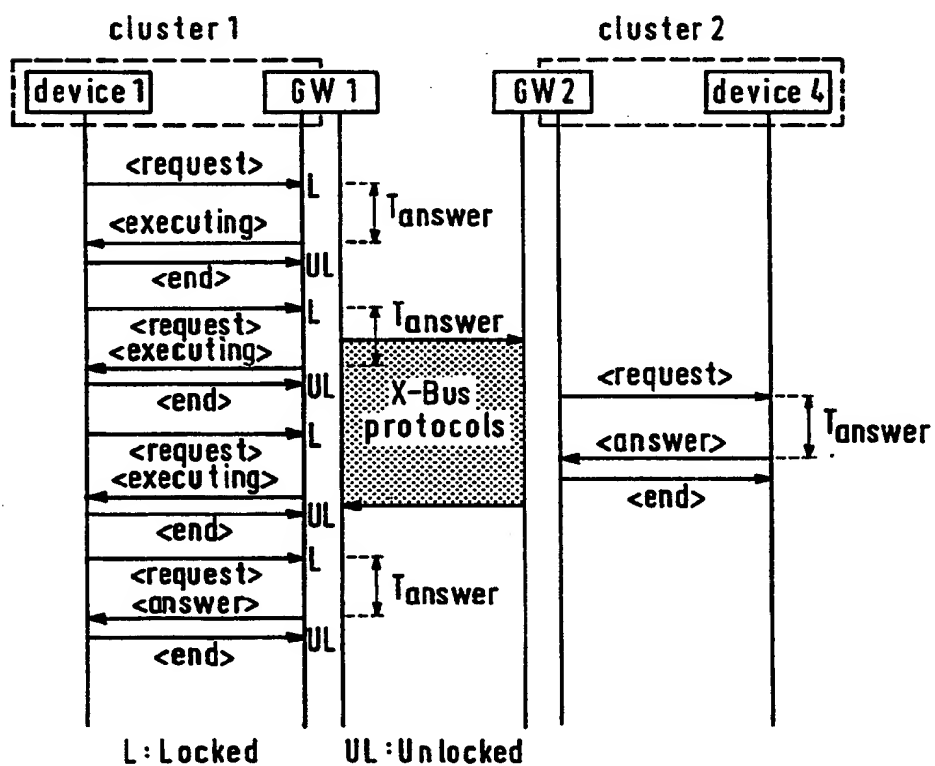 cluster 1
cluster 2
device 1
GW 1
GW2
device 4
<request>
L
Tanswer
<executing>
<end>
UL
L
Tanswer
<request>
<executing>
<end>
UL
X-Bus
protocols
<request>
Tanswer
<answer>
<end>
L
<request>
<executing>
<end>
UL
L
<request>
Tanswer
<answer>
<end>
UL
L : Locked
UL : Unlocked